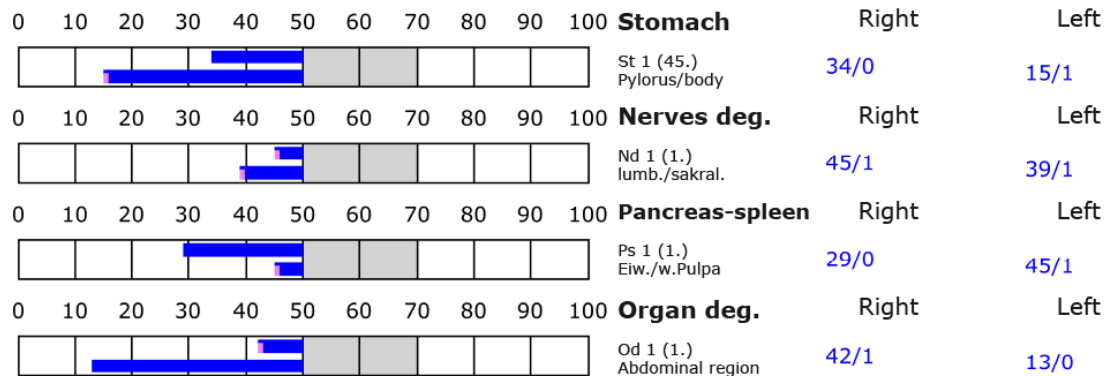 0 10 20 30 40 50 60 70 80 90 100 Stomach Right Left
St 1 (45.) 34/0 15/1
Pylorus/body
0 10 20 30 40 50 60 70 80 90 100 Nerves deg. Right Left
Nd 1 (1.) 45/1 39/1
lumb./sakral.
0 10 20 30 40 50 60 70 80 90 100 Pancreas-spleen Right Left
Ps 1 (1.) 29/0 45/1
Eiw./w.Pulpa
0 10 20 30 40 50 60 70 80 90 100 Organ deg. Right Left
Od 1 (1.) 42/1 13/0
Abdominal region